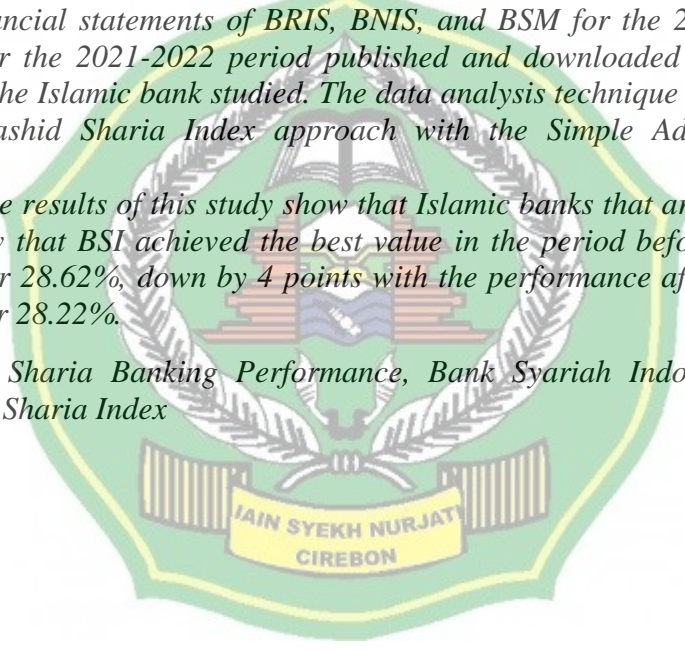 ncial statements of BRIS, BNIS, and BSM for the 2
r the 2021-2022 period published and downloaded
he Islamic bank studied. The data analysis technique
ashid Sharia Index approach with the Simple Ad
e results of this study show that Islamic banks that ar
w that BSI achieved the best value in the period befo
r 28.62%, down by 4 points with the performance af
r 28.22%.
Sharia Banking Performance, Bank Syariah Indo
Sharia Index
IAIN SYEKH NURJATI
CIREBON